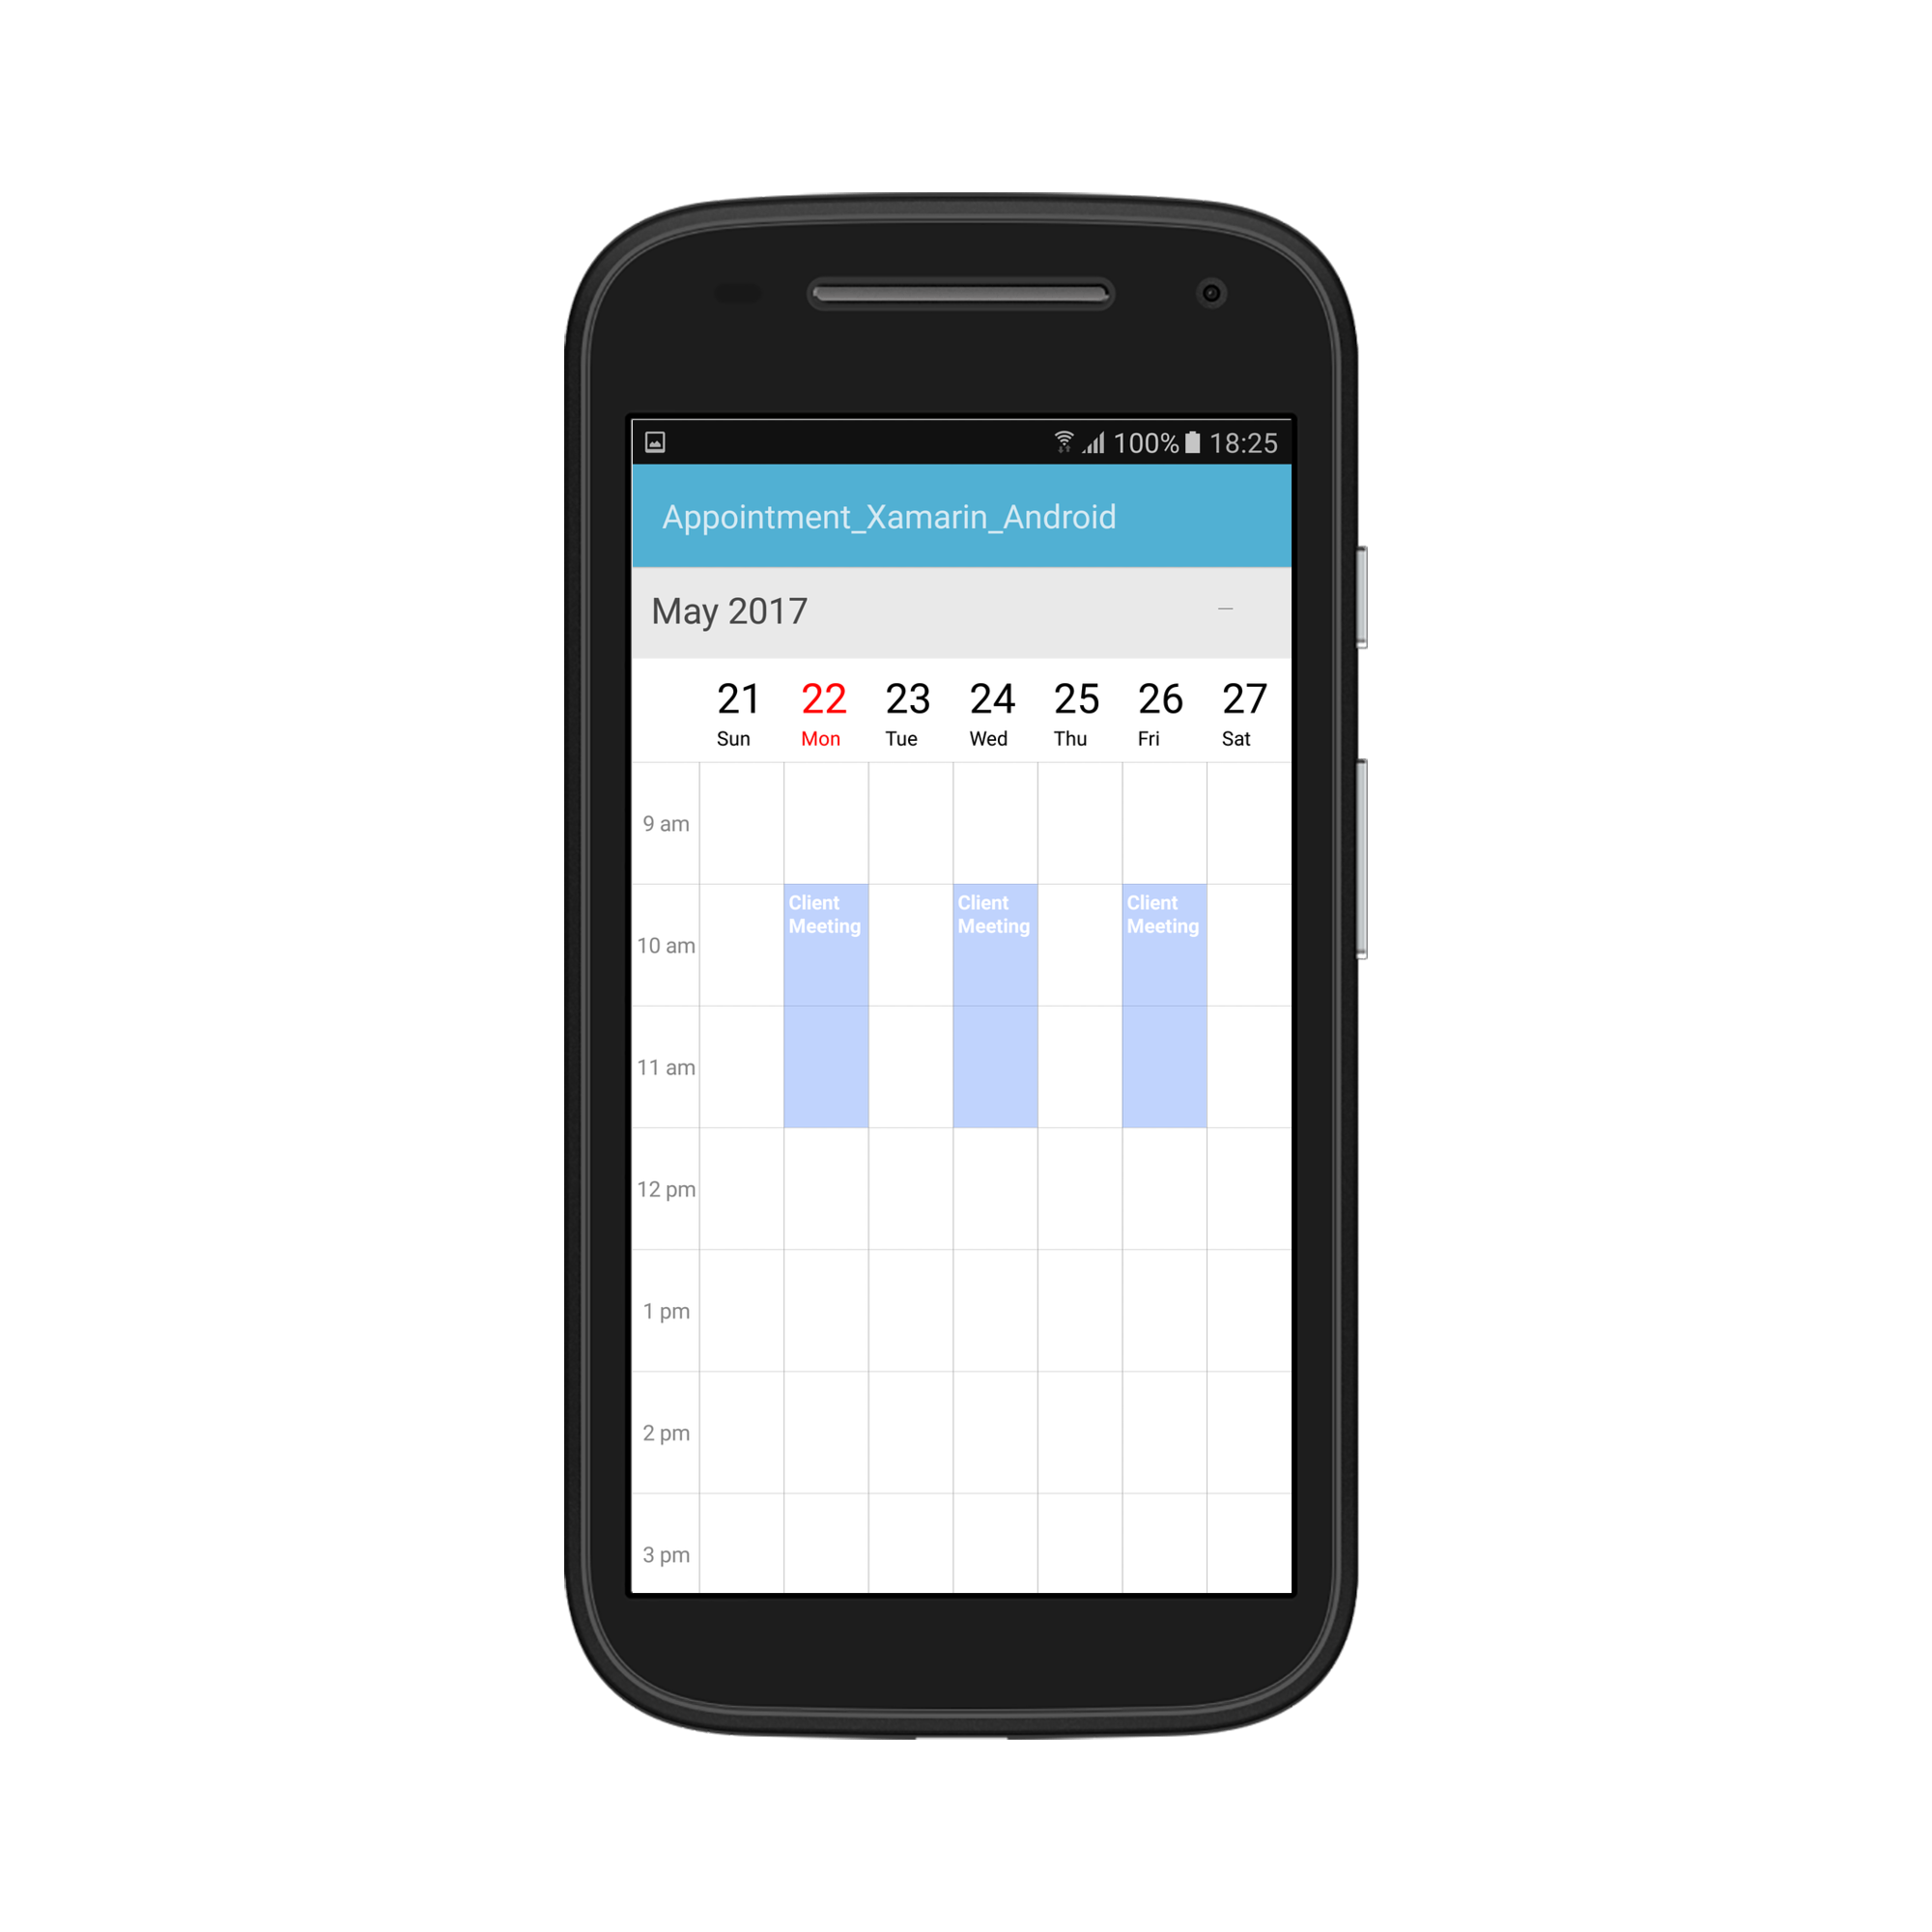 100% 18:25
Appointment_Xamarin_Android
May 2017
21 22 23 24 25 26 27
Sun Mon Tue Wed Thu Fri Sat
9 am
Client Client Client
Meeting Meeting Meeting
10 am
11 am
12 pm
1 pm
2 pm
3 pm